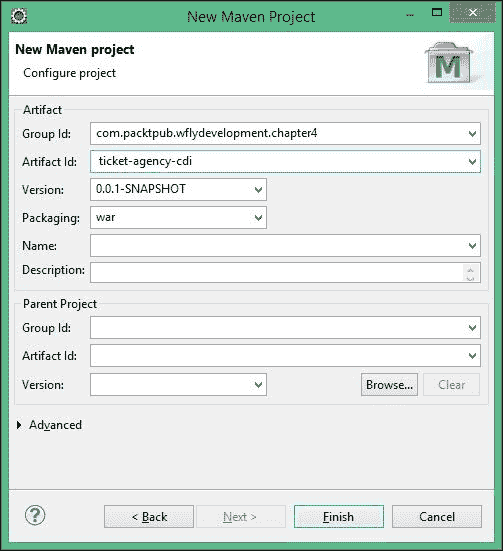 New Maven Project
New Maven project
Configure project
M
Artifact
Group Id: com.packtpub.wflydevelopment.chapter4
Artifact Id: ticket-agency-cdi
Version: 0.0.1-SNAPSHOT
Packaging: war
Name:
Description:
Parent Project
Group Id:
Artifact Id:
Version: Browse... Clear
Advanced
? < Back Next > Finish Cancel